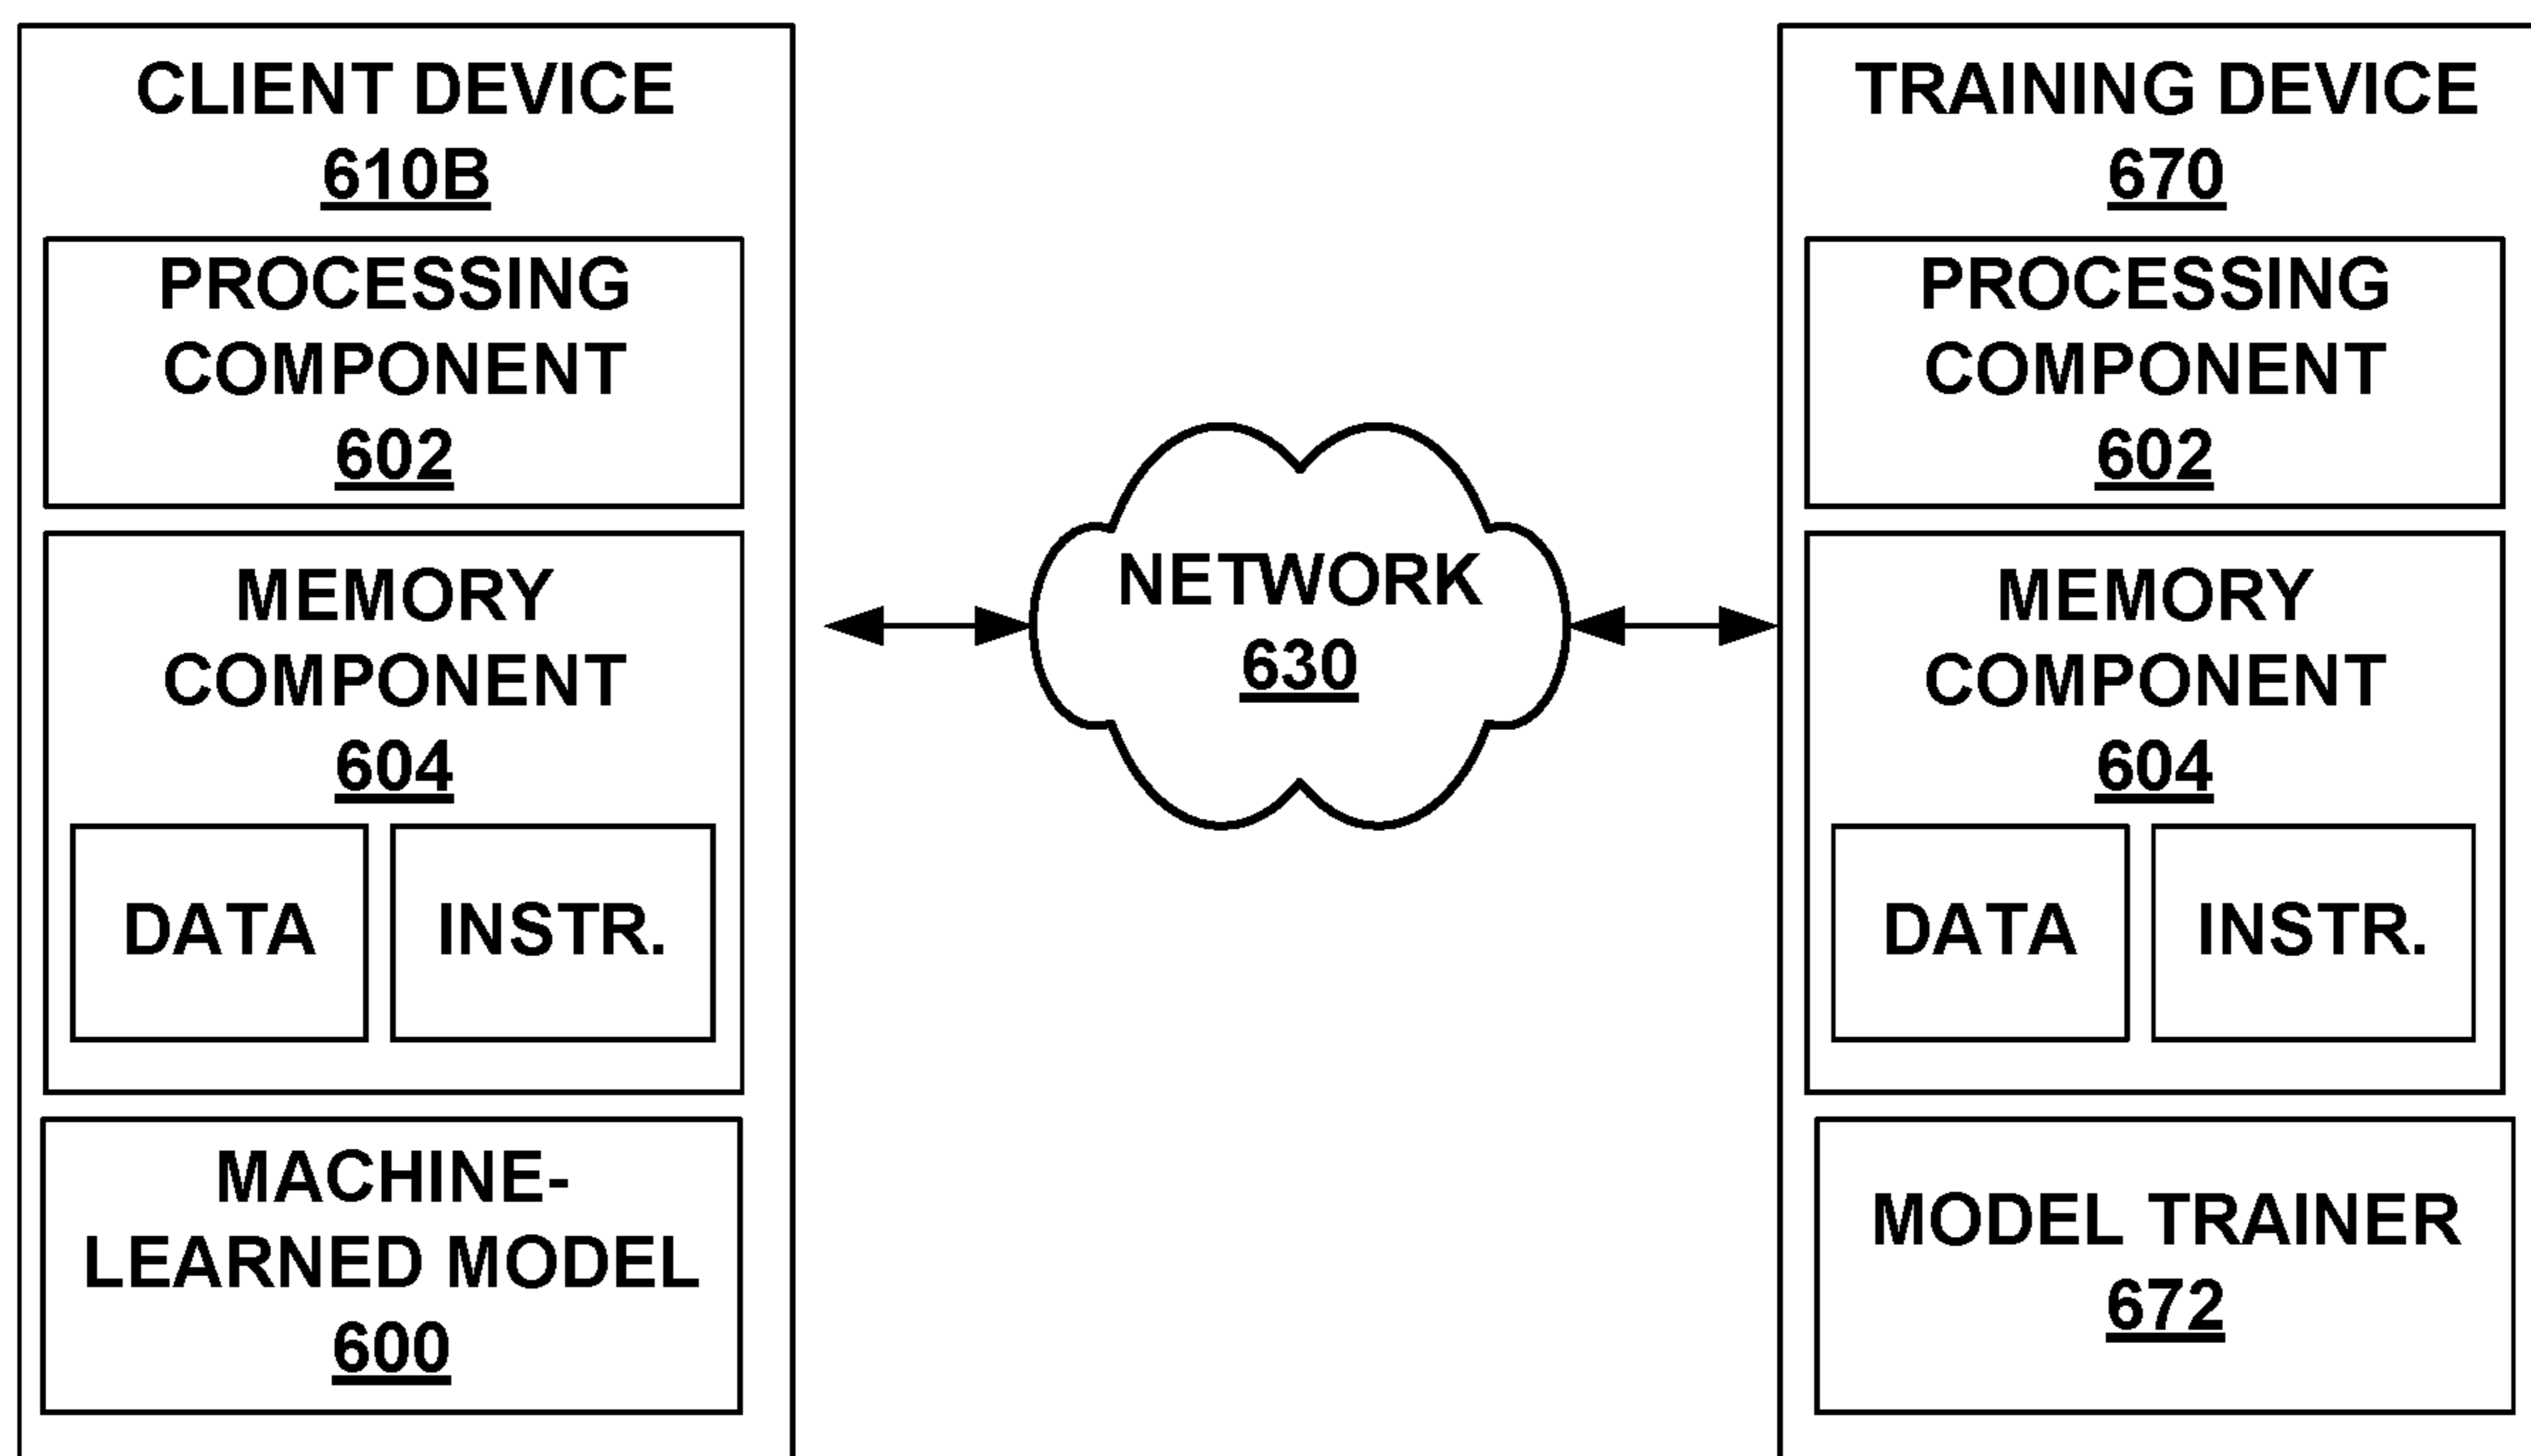 CLIENT DEVICE
610B
PROCESSING
COMPONENT
602
MEMORY
COMPONENT
604
DATA
INSTR.
MACHINE-
LEARNED MODEL
600
NETWORK
630
TRAINING DEVICE
670
PROCESSING
COMPONENT
602
MEMORY
COMPONENT
604
DATA
INSTR.
MODEL TRAINER
672